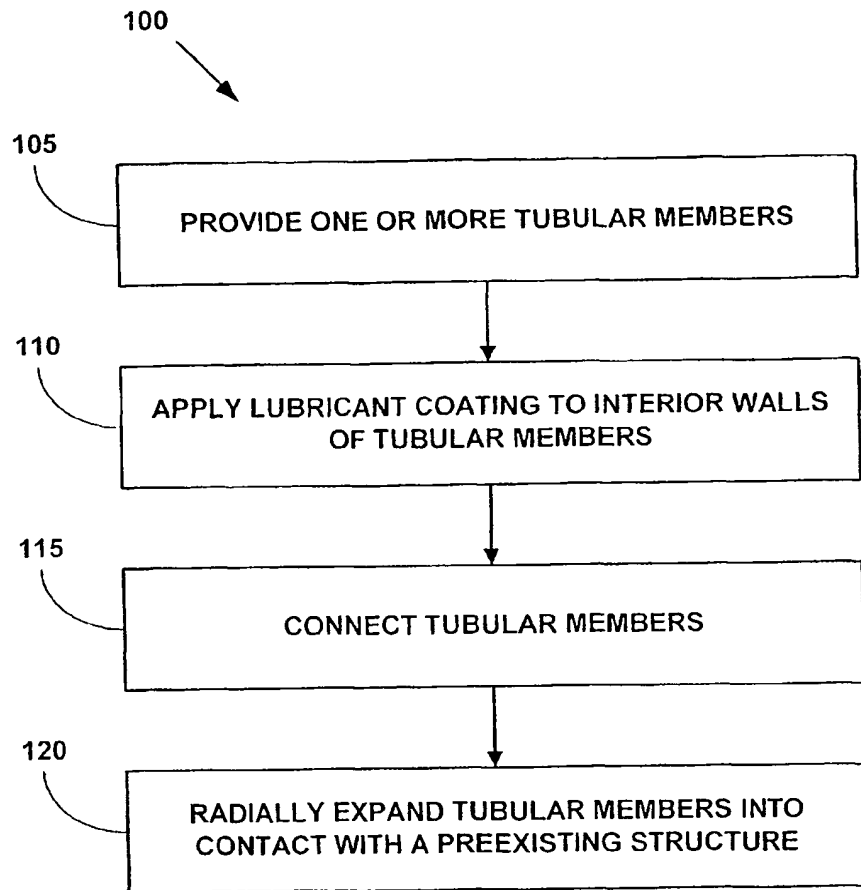 100
105
PROVIDE ONE OR MORE TUBULAR MEMBERS
110
APPLY LUBRICANT COATING TO INTERIOR WALLS
OF TUBULAR MEMBERS
115
CONNECT TUBULAR MEMBERS
120
RADIALLY EXPAND TUBULAR MEMBERS INTO
CONTACT WITH A PREEXISTING STRUCTURE